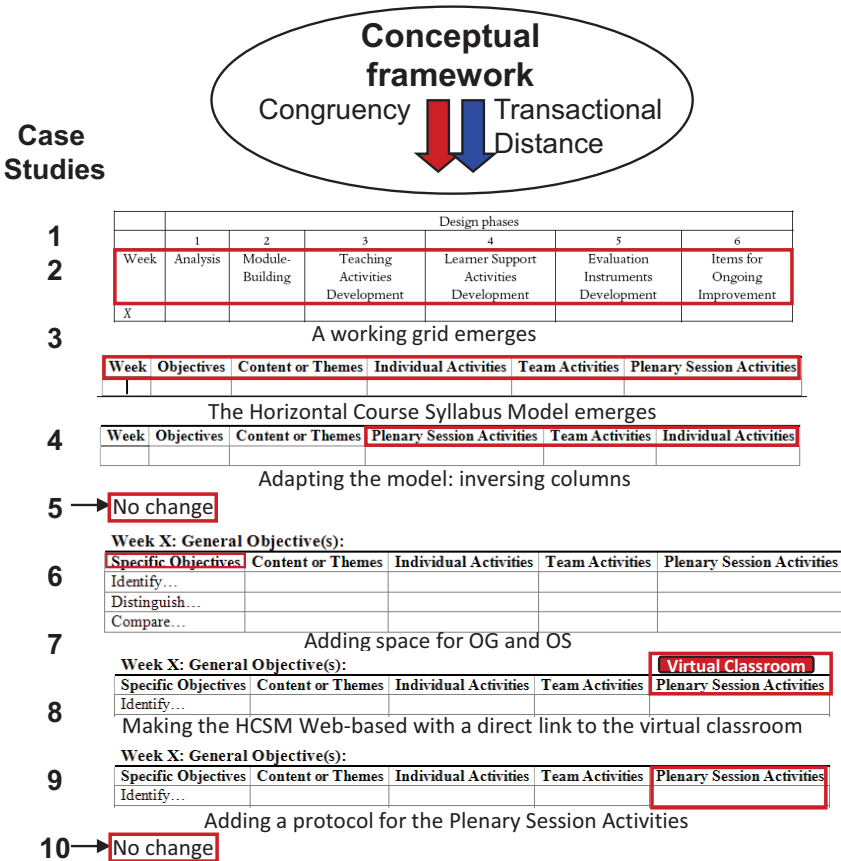 Conceptual
framework
Congruency Transactional
Distance
Case
Studies
Design phases
1
1 2 3 4 5 6
2
Week Analysis Module- Teaching Learner Support Evaluation Items for
Building Activities Activities Instruments Ongoing
Development Development Development Improvement
X
3
A working grid emerges
Week Objectives Content or Themes Individual Activities Team Activities Plenary Session Activities
The Horizontal Course Syllabus Model emerges
4
Week Objectives Content or Themes Plenary Session Activities Team Activities Individual Activities
Adapting the model: inversing columns
5 No change
Week X: General Objective(s):
Specific Objectives Content or Themes Individual Activities Team Activities Plenary Session Activities
6
Identify…
Distinguish…
Compare…
7
Adding space for OG and OS
Week X: General Objective(s): Virtual Classroom
Specific Objectives Content or Themes Individual Activities Team Activities Plenary Session Activities
8
Identify…
Making the HCSM Web-based with a direct link to the virtual classroom
Week X: General Objective(s):
9
Specific Objectives Content or Themes Individual Activities Team Activities Plenary Session Activities
Identify…
Adding a protocol for the Plenary Session Activities
10 No change